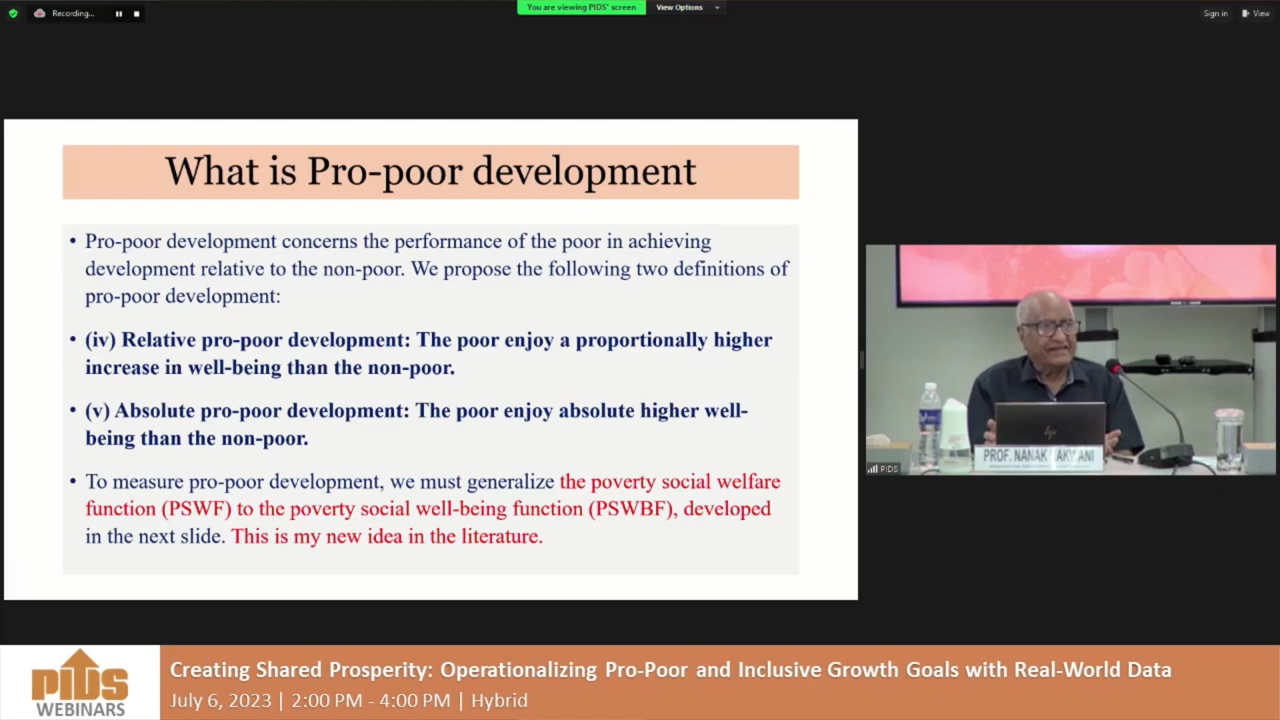 Recording...
You are viewing PIDS' screen
View Options
Sign in
View
What is Pro-poor development
• Pro-poor development concerns the performance of the poor in achieving
development relative to the non-poor. We propose the following two definitions of
pro-poor development:
• (iv) Relative pro-poor development: The poor enjoy a proportionally higher
increase in well-being than the non-poor.
• (v) Absolute pro-poor development: The poor enjoy absolute higher well-
being than the non-poor.
• To measure pro-poor development, we must generalize the poverty social welfare
function (PSWF) to the poverty social well-being function (PSWBF), developed
in the next slide. This is my new idea in the literature.
hp
PROF. NANAK KAKWANI
PIDS
PIDS
WEBINARS
Creating Shared Prosperity: Operationalizing Pro-Poor and Inclusive Growth Goals with Real-World Data
July 6, 2023 | 2:00 PM - 4:00 PM | Hybrid